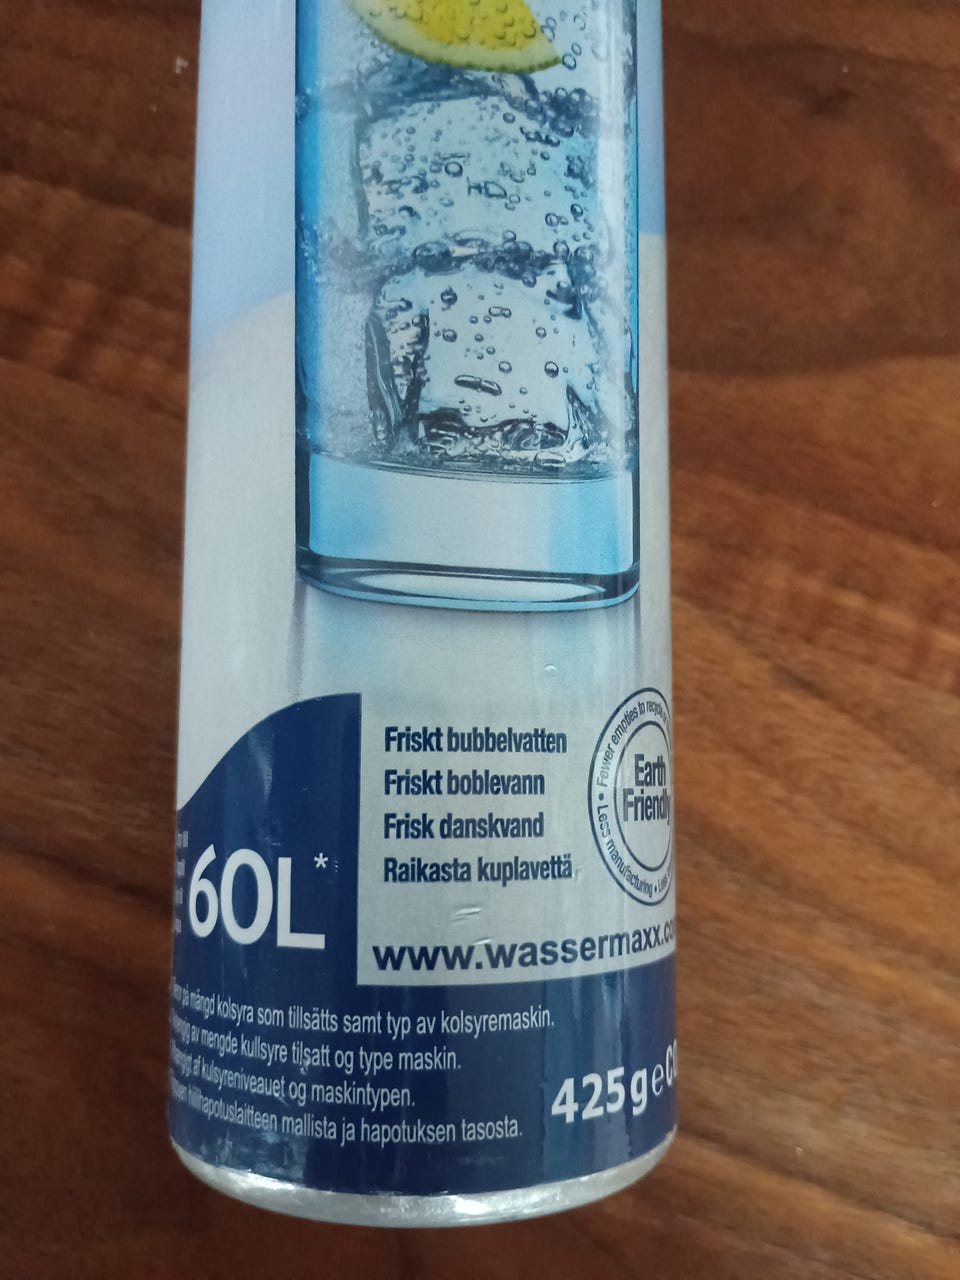 Friskt bubbelvatten
Friskt boblevann
Frisk danskvand
Raikasta kuplavettä
Fewer empties to recycle
Earth
Friendly
• Less manufacturing •
60L*
www.wassermaxx.co
på mängd kolsyra som tillsätts samt typ av kolsyremaskin.
av mengde kullsyre tilsatt og type maskin.
af kulsyreniveauet og maskintypen.
hiilihapotuslaitteen mallista ja hapotuksen tasosta.
425g e CO